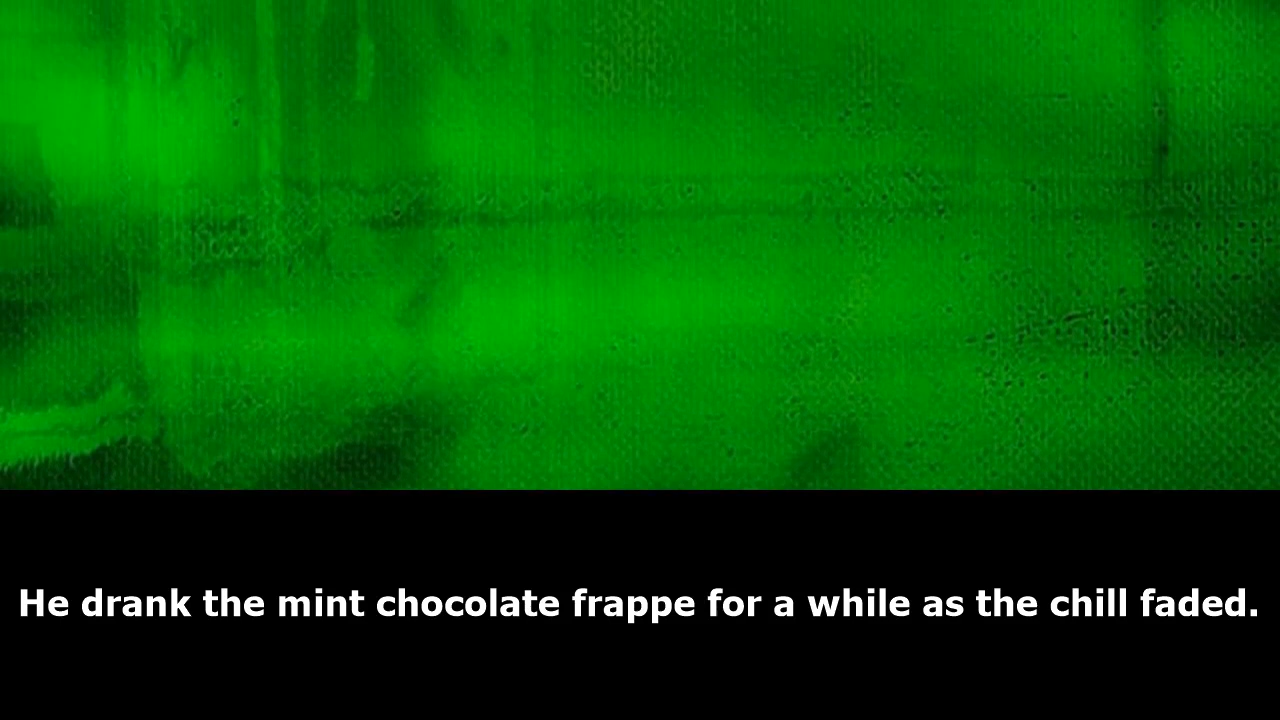 He drank the mint chocolate frappe for a while as the chill faded.